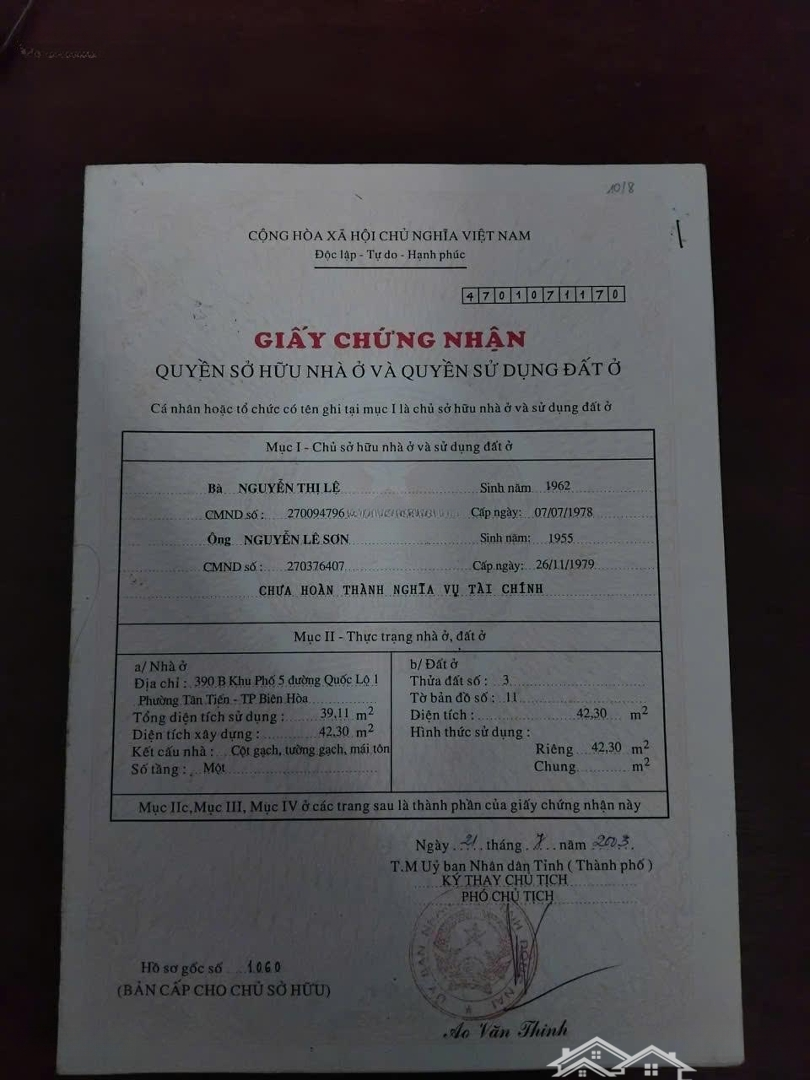 10/8
CỘNG HÒA XÃ HỘI CHỦ NGHĨA VIỆT NAM
Độc lập - Tự do - Hạnh phúc
4701071170
GIẤY CHỨNG NHẬN
QUYỀN SỞ HỮU NHÀ Ở VÀ QUYỀN SỬ DỤNG ĐẤT Ở
Cá nhân hoặc tổ chức có tên ghi tại mục I là chủ sở hữu nhà ở và sử dụng đất ở
Mục I - Chủ sở hữu nhà ở và sử dụng đất ở
Bà NGUYỄN THỊ LỆ Sinh năm 1962
CMND số : 270094796 Cấp ngày: 07/07/1978
Ông NGUYỄN LÊ SƠN Sinh năm: 1955
CMND số : 270376407 Cấp ngày: 26/11/1979
CHƯA HOÀN THÀNH NGHĨA VỤ TÀI CHÍNH
Mục II - Thực trạng nhà ở, đất ở
a/ Nhà ở
Địa chỉ : 390 B Khu Phố 5 đường Quốc Lộ 1
Phường Tân Tiến - TP Biên Hòa
Tổng diện tích sử dụng : 39,11 m2
Diện tích xây dựng : 42,30 m2
Kết cấu nhà : Cột gạch, tường gạch, mái tôn
Số tầng : Một
b/ Đất ở
Thửa đất số : 3
Tờ bản đồ số : 11
Diện tích : 42,30 m2
Hình thức sử dụng :
Riêng 42,30 m2
Chung m2
Mục IIc, Mục III, Mục IV ở các trang sau là thành phần của giấy chứng nhận này
Ngày 21 tháng 7 năm 2003.
T.M Uỷ ban Nhân dân Tỉnh ( Thành phố )
KÝ THAY CHỦ TỊCH
PHÓ CHỦ TỊCH
Hồ sơ gốc số 1060
(BẢN CẤP CHO CHỦ SỞ HỮU)
Ao Văn Thinh